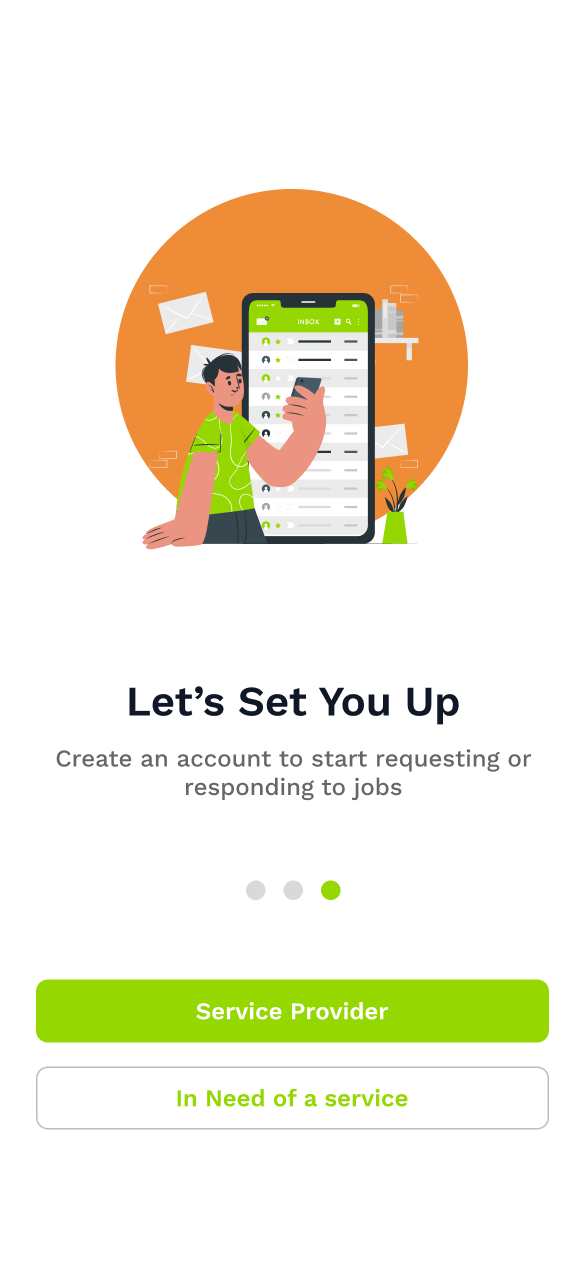 INBOX
Let’s Set You Up
Create an account to start requesting or
responding to jobs
Service Provider
In Need of a service